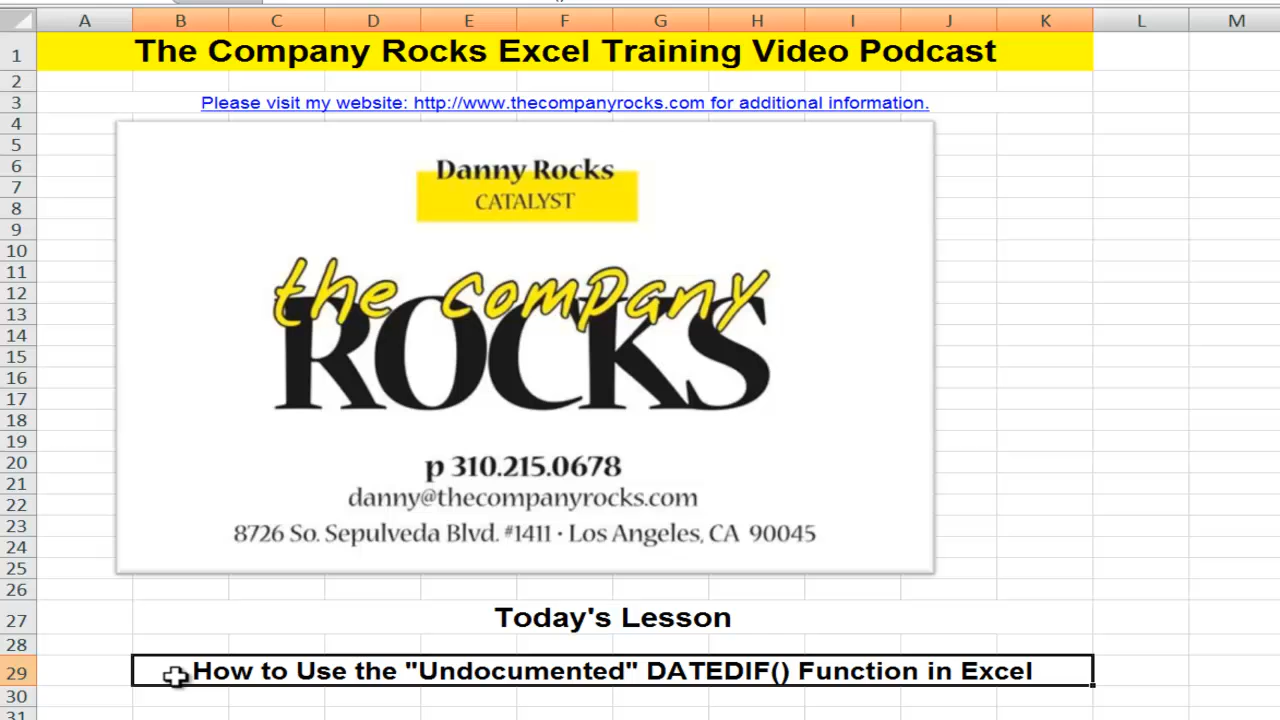 A B C D E F G H I J K L M
1 The Company Rocks Excel Training Video Podcast
2
3 Please visit my website: http://www.thecompanyrocks.com for additional information.
4
5
6 Danny Rocks
7
8 CATALYST
9
10
11
12 the company
13
14
15 ROCKS
16
17
18
19
20 p 310.215.0678
21
22 danny@thecompanyrocks.com
23 8726 So. Sepulveda Blvd. #1411 · Los Angeles, CA 90045
24
25
26
27 Today's Lesson
28
29 How to Use the "Undocumented" DATEDIF() Function in Excel
30
31